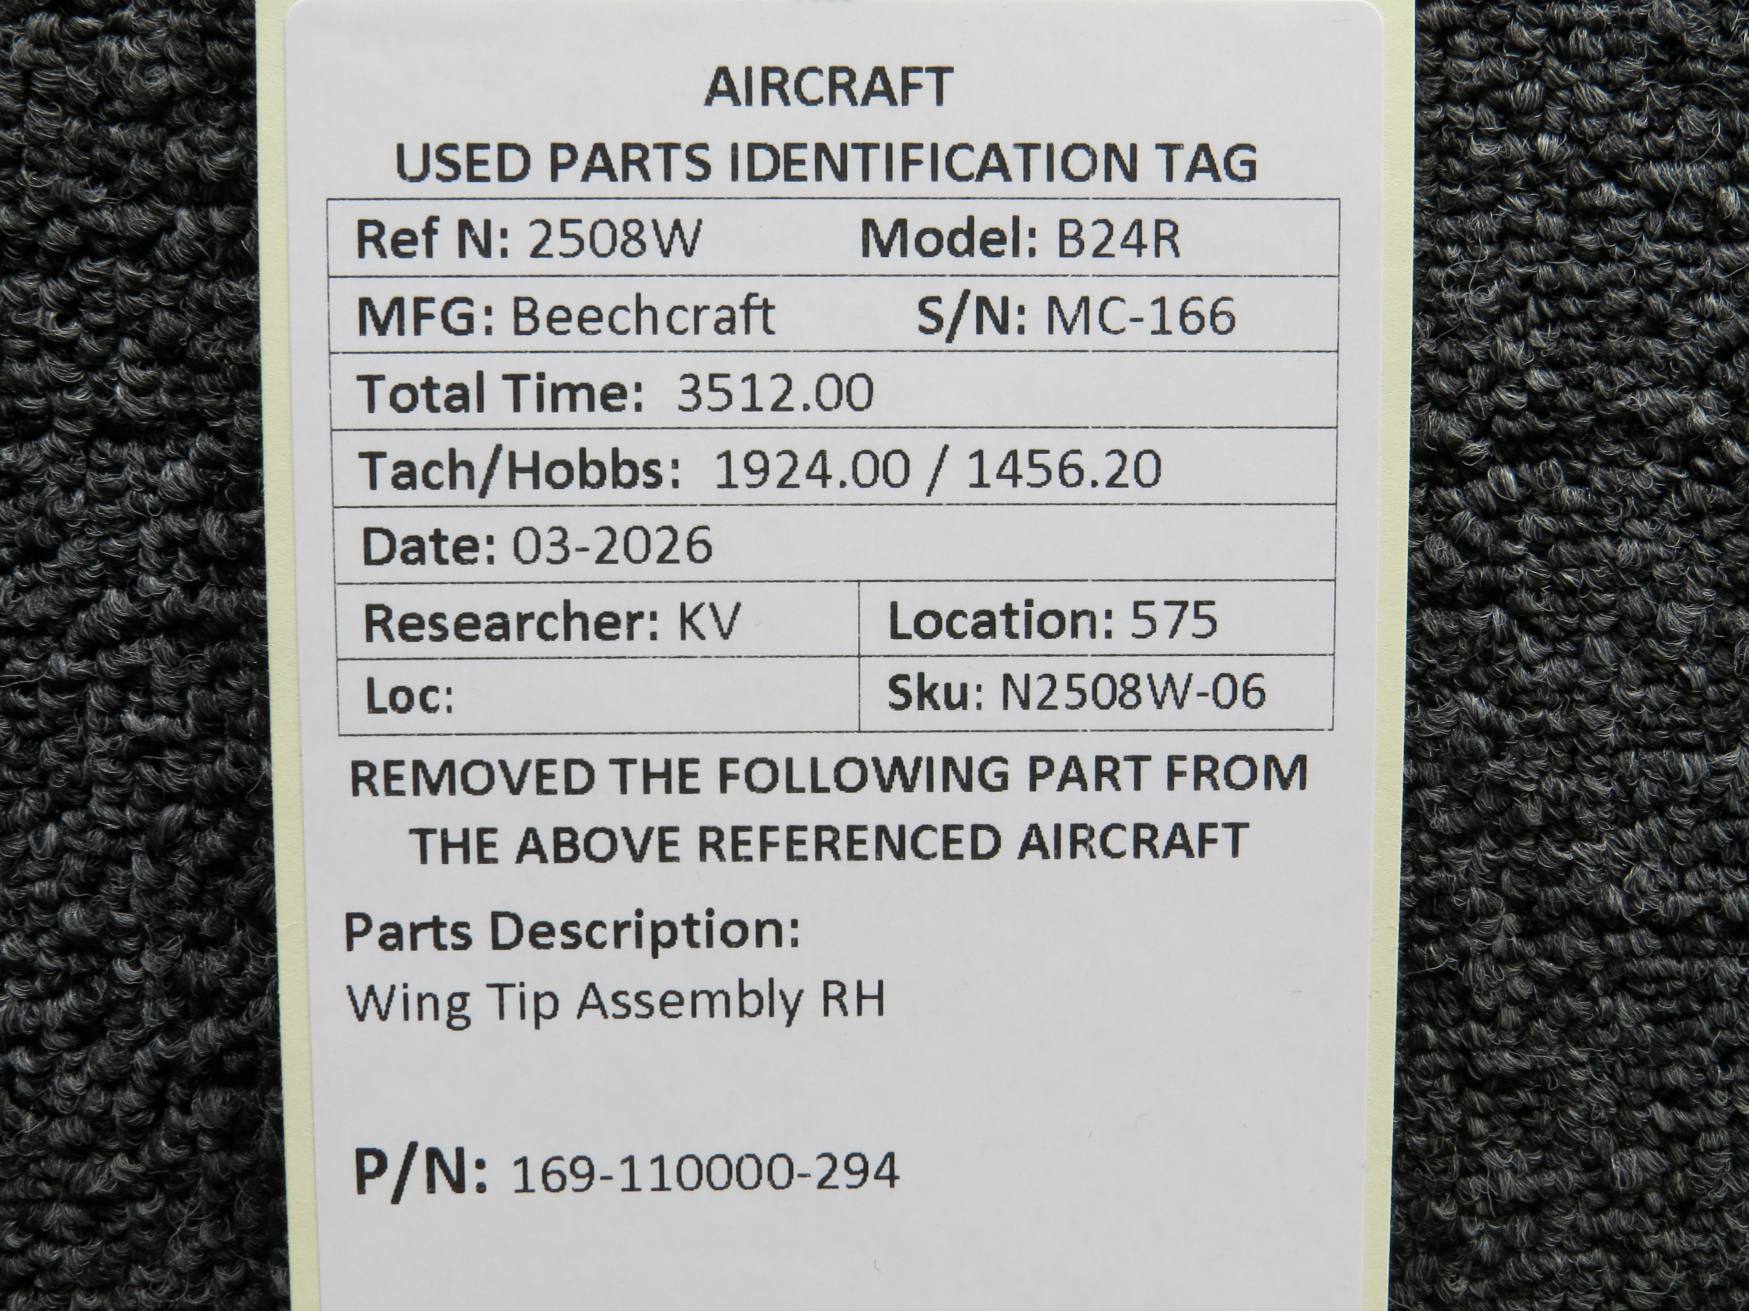 AIRCRAFT
USED PARTS IDENTIFICATION TAG
Ref N: 2508W Model: B24R
MFG: Beechcraft S/N: MC-166
Total Time: 3512.00
Tach/Hobbs: 1924.00 / 1456.20
Date: 03-2026
Researcher: KV Location: 575
Loc: Sku: N2508W-06
REMOVED THE FOLLOWING PART FROM
THE ABOVE REFERENCED AIRCRAFT
Parts Description:
Wing Tip Assembly RH
P/N: 169-110000-294